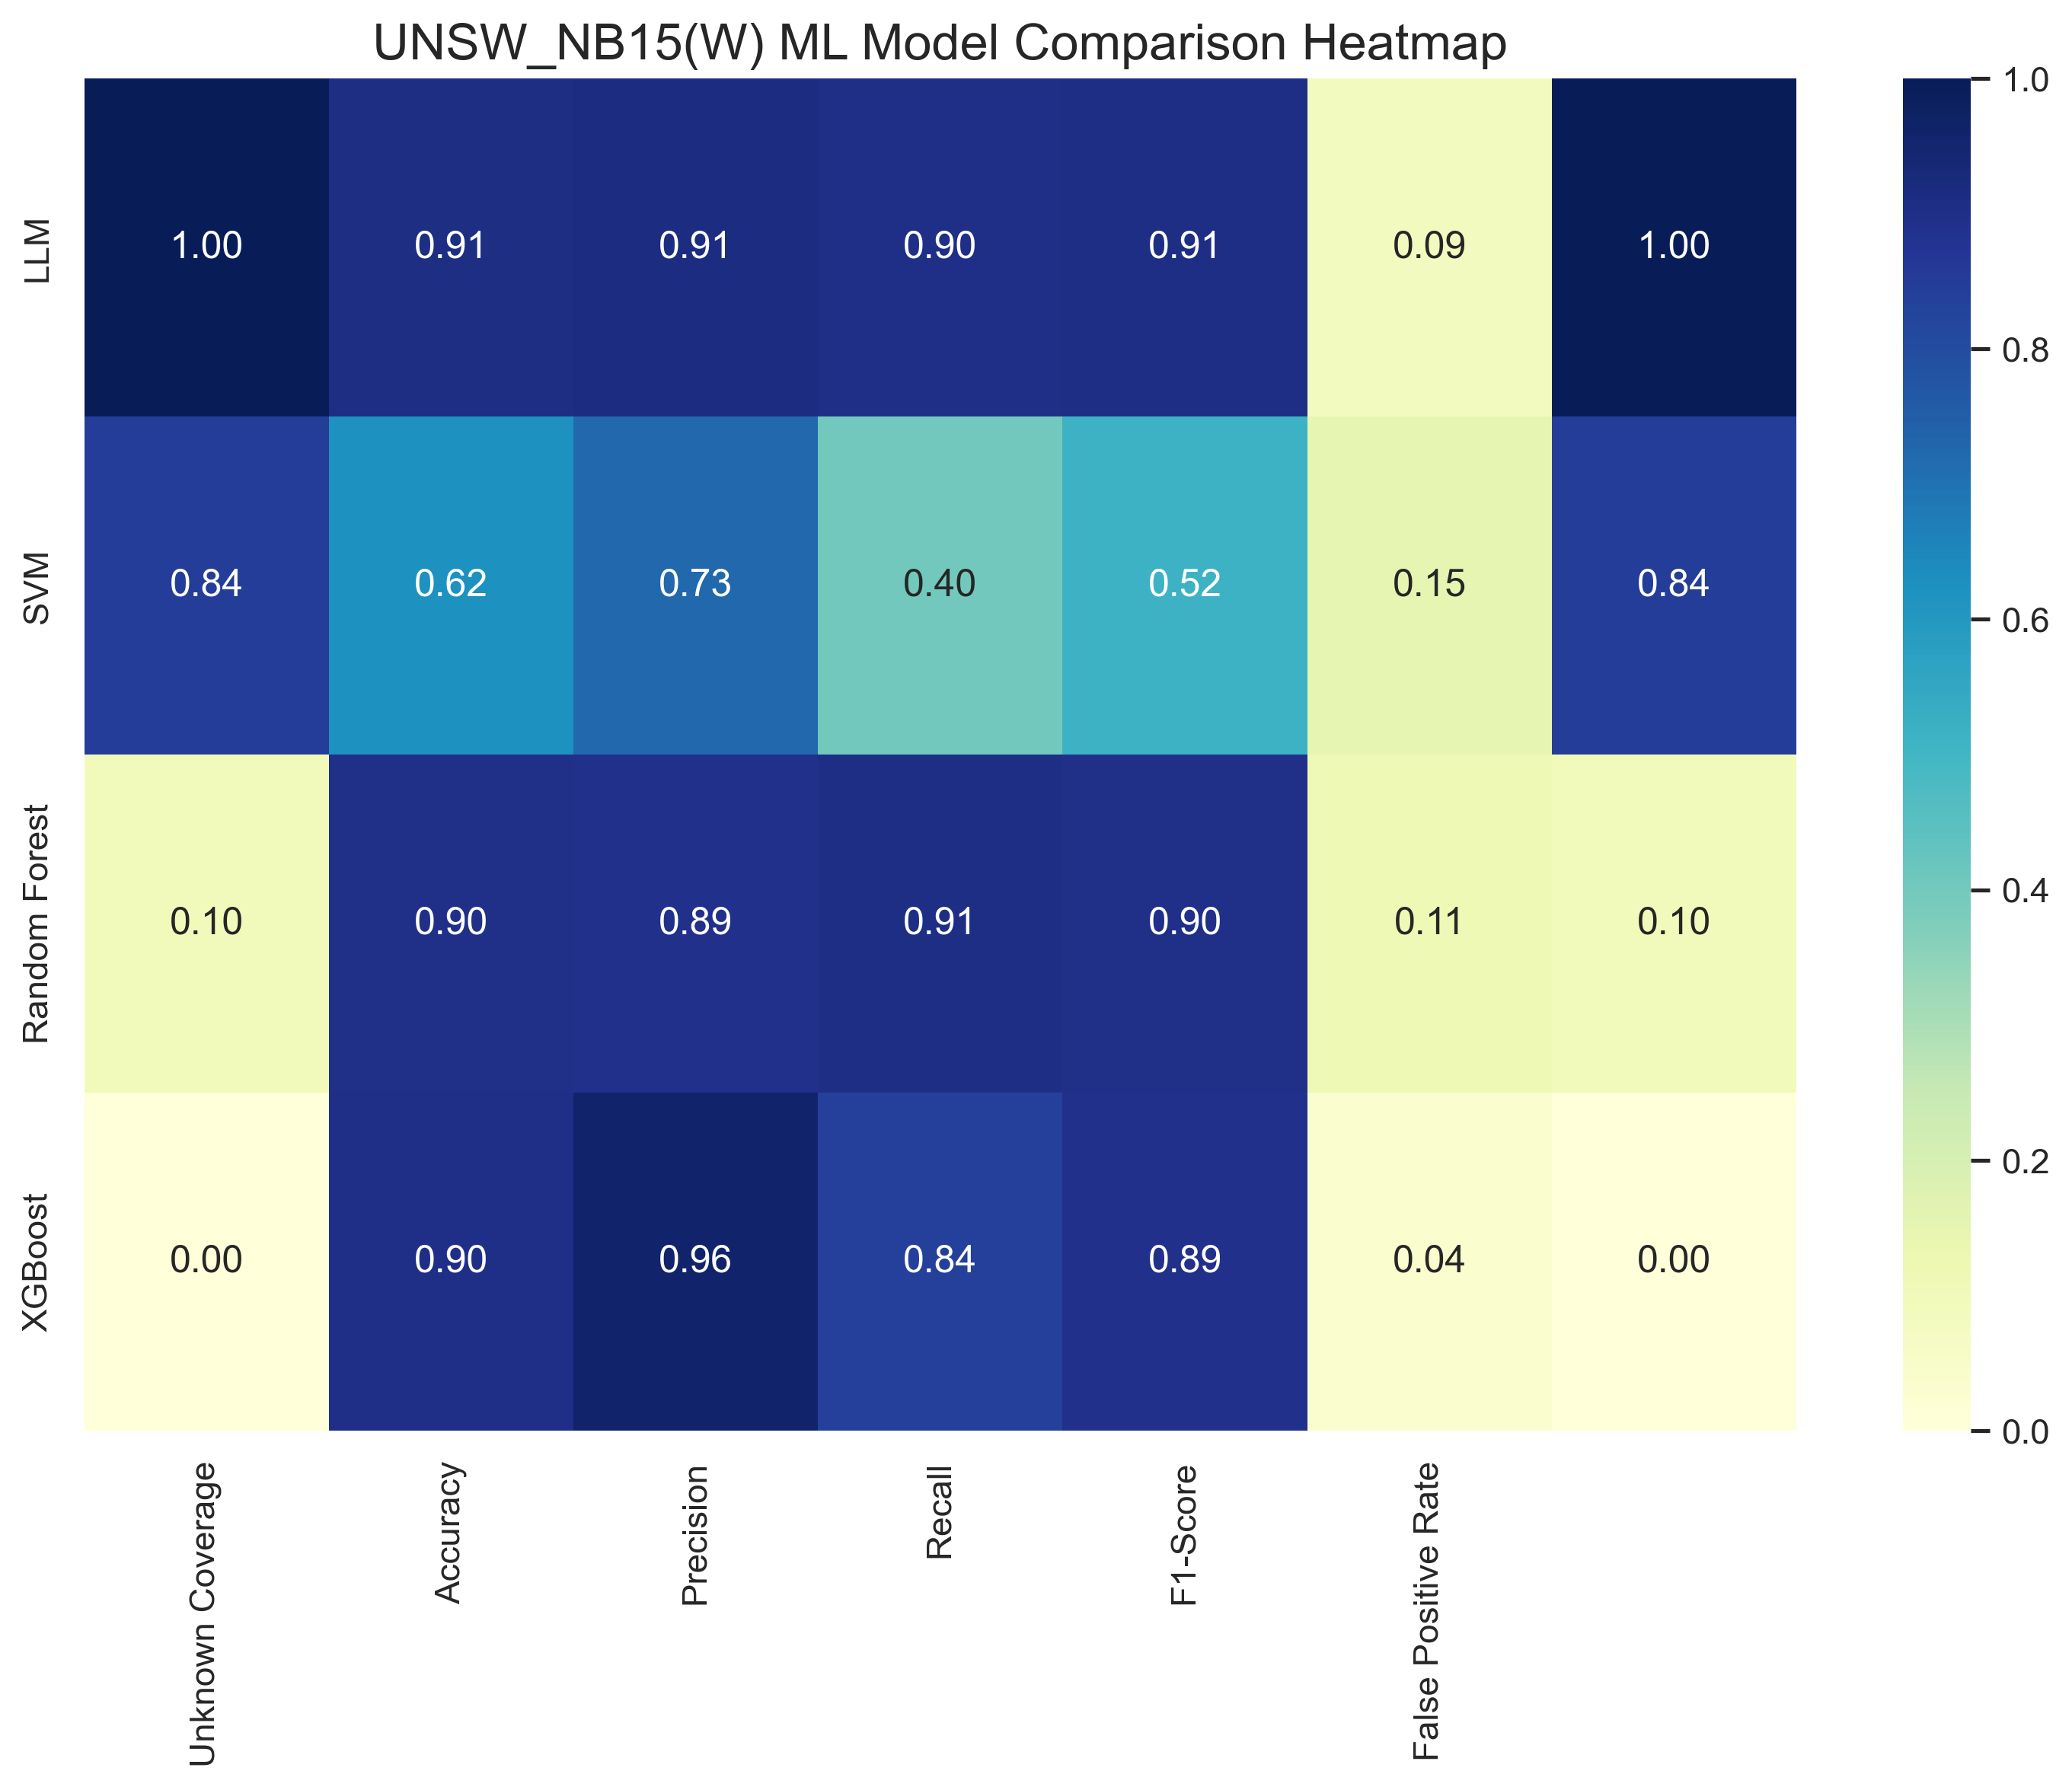 UNSW_NB15(W) ML Model Comparison Heatmap
LLM 1.00 0.91 0.91 0.90 0.91 0.09 1.00
SVM 0.84 0.62 0.73 0.40 0.52 0.15 0.84
Random Forest 0.10 0.90 0.89 0.91 0.90 0.11 0.10
XGBoost 0.00 0.90 0.96 0.84 0.89 0.04 0.00
Unknown Coverage
Accuracy
Precision
Recall
F1-Score
False Positive Rate
1.0
0.8
0.6
0.4
0.2
0.0